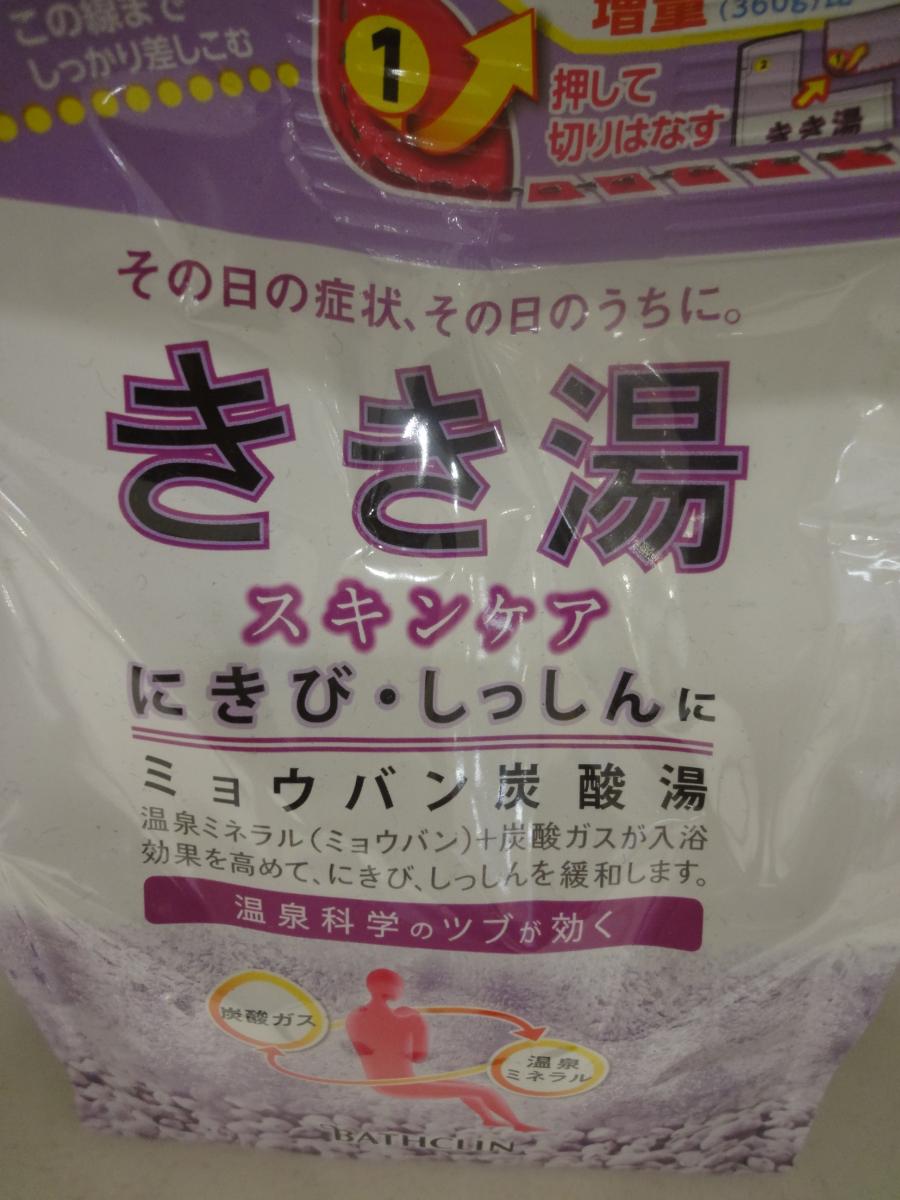 この線まで
しっかり差しこむ
1
増量 (360g)比
押して
切りはなす
2
きき湯
その日の症状、その日のうちに。
きき湯
スキンケア
にきび・しっしんに
ミョウバン炭酸湯
温泉ミネラル(ミョウバン)+炭酸ガスが入浴
効果を高めて、にきび、しっしんを緩和します。
温泉科学のツブが効く
炭酸ガス
温泉
ミネラル
BATHCLIN